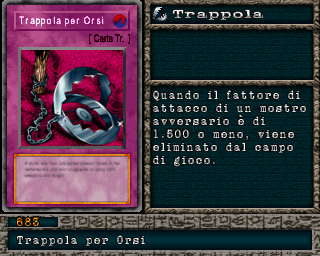 Trappola per Orsi
[ Carta Tr. ]
Trappola
Quando il fattore di
attacco di un mostro
avversario è di
1.500 o meno, viene
eliminato dal campo
di gioco.
683
Trappola per Orsi